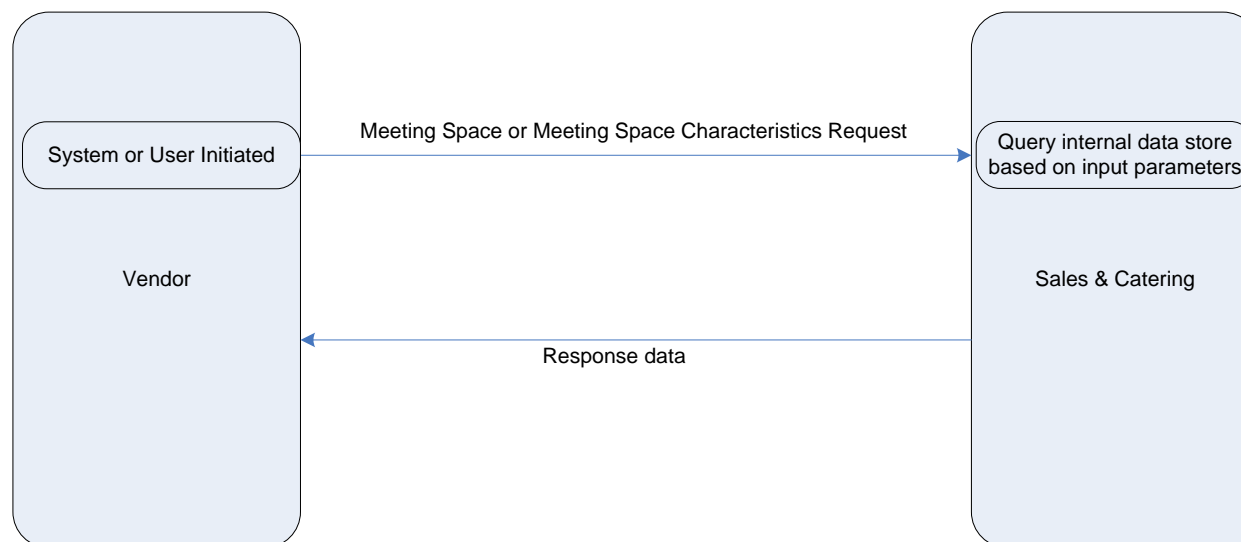 Meeting Space or Meeting Space Characteristics Request
System or User Initiated
Query internal data store
based on input parameters
Vendor
Sales & Catering
Response data